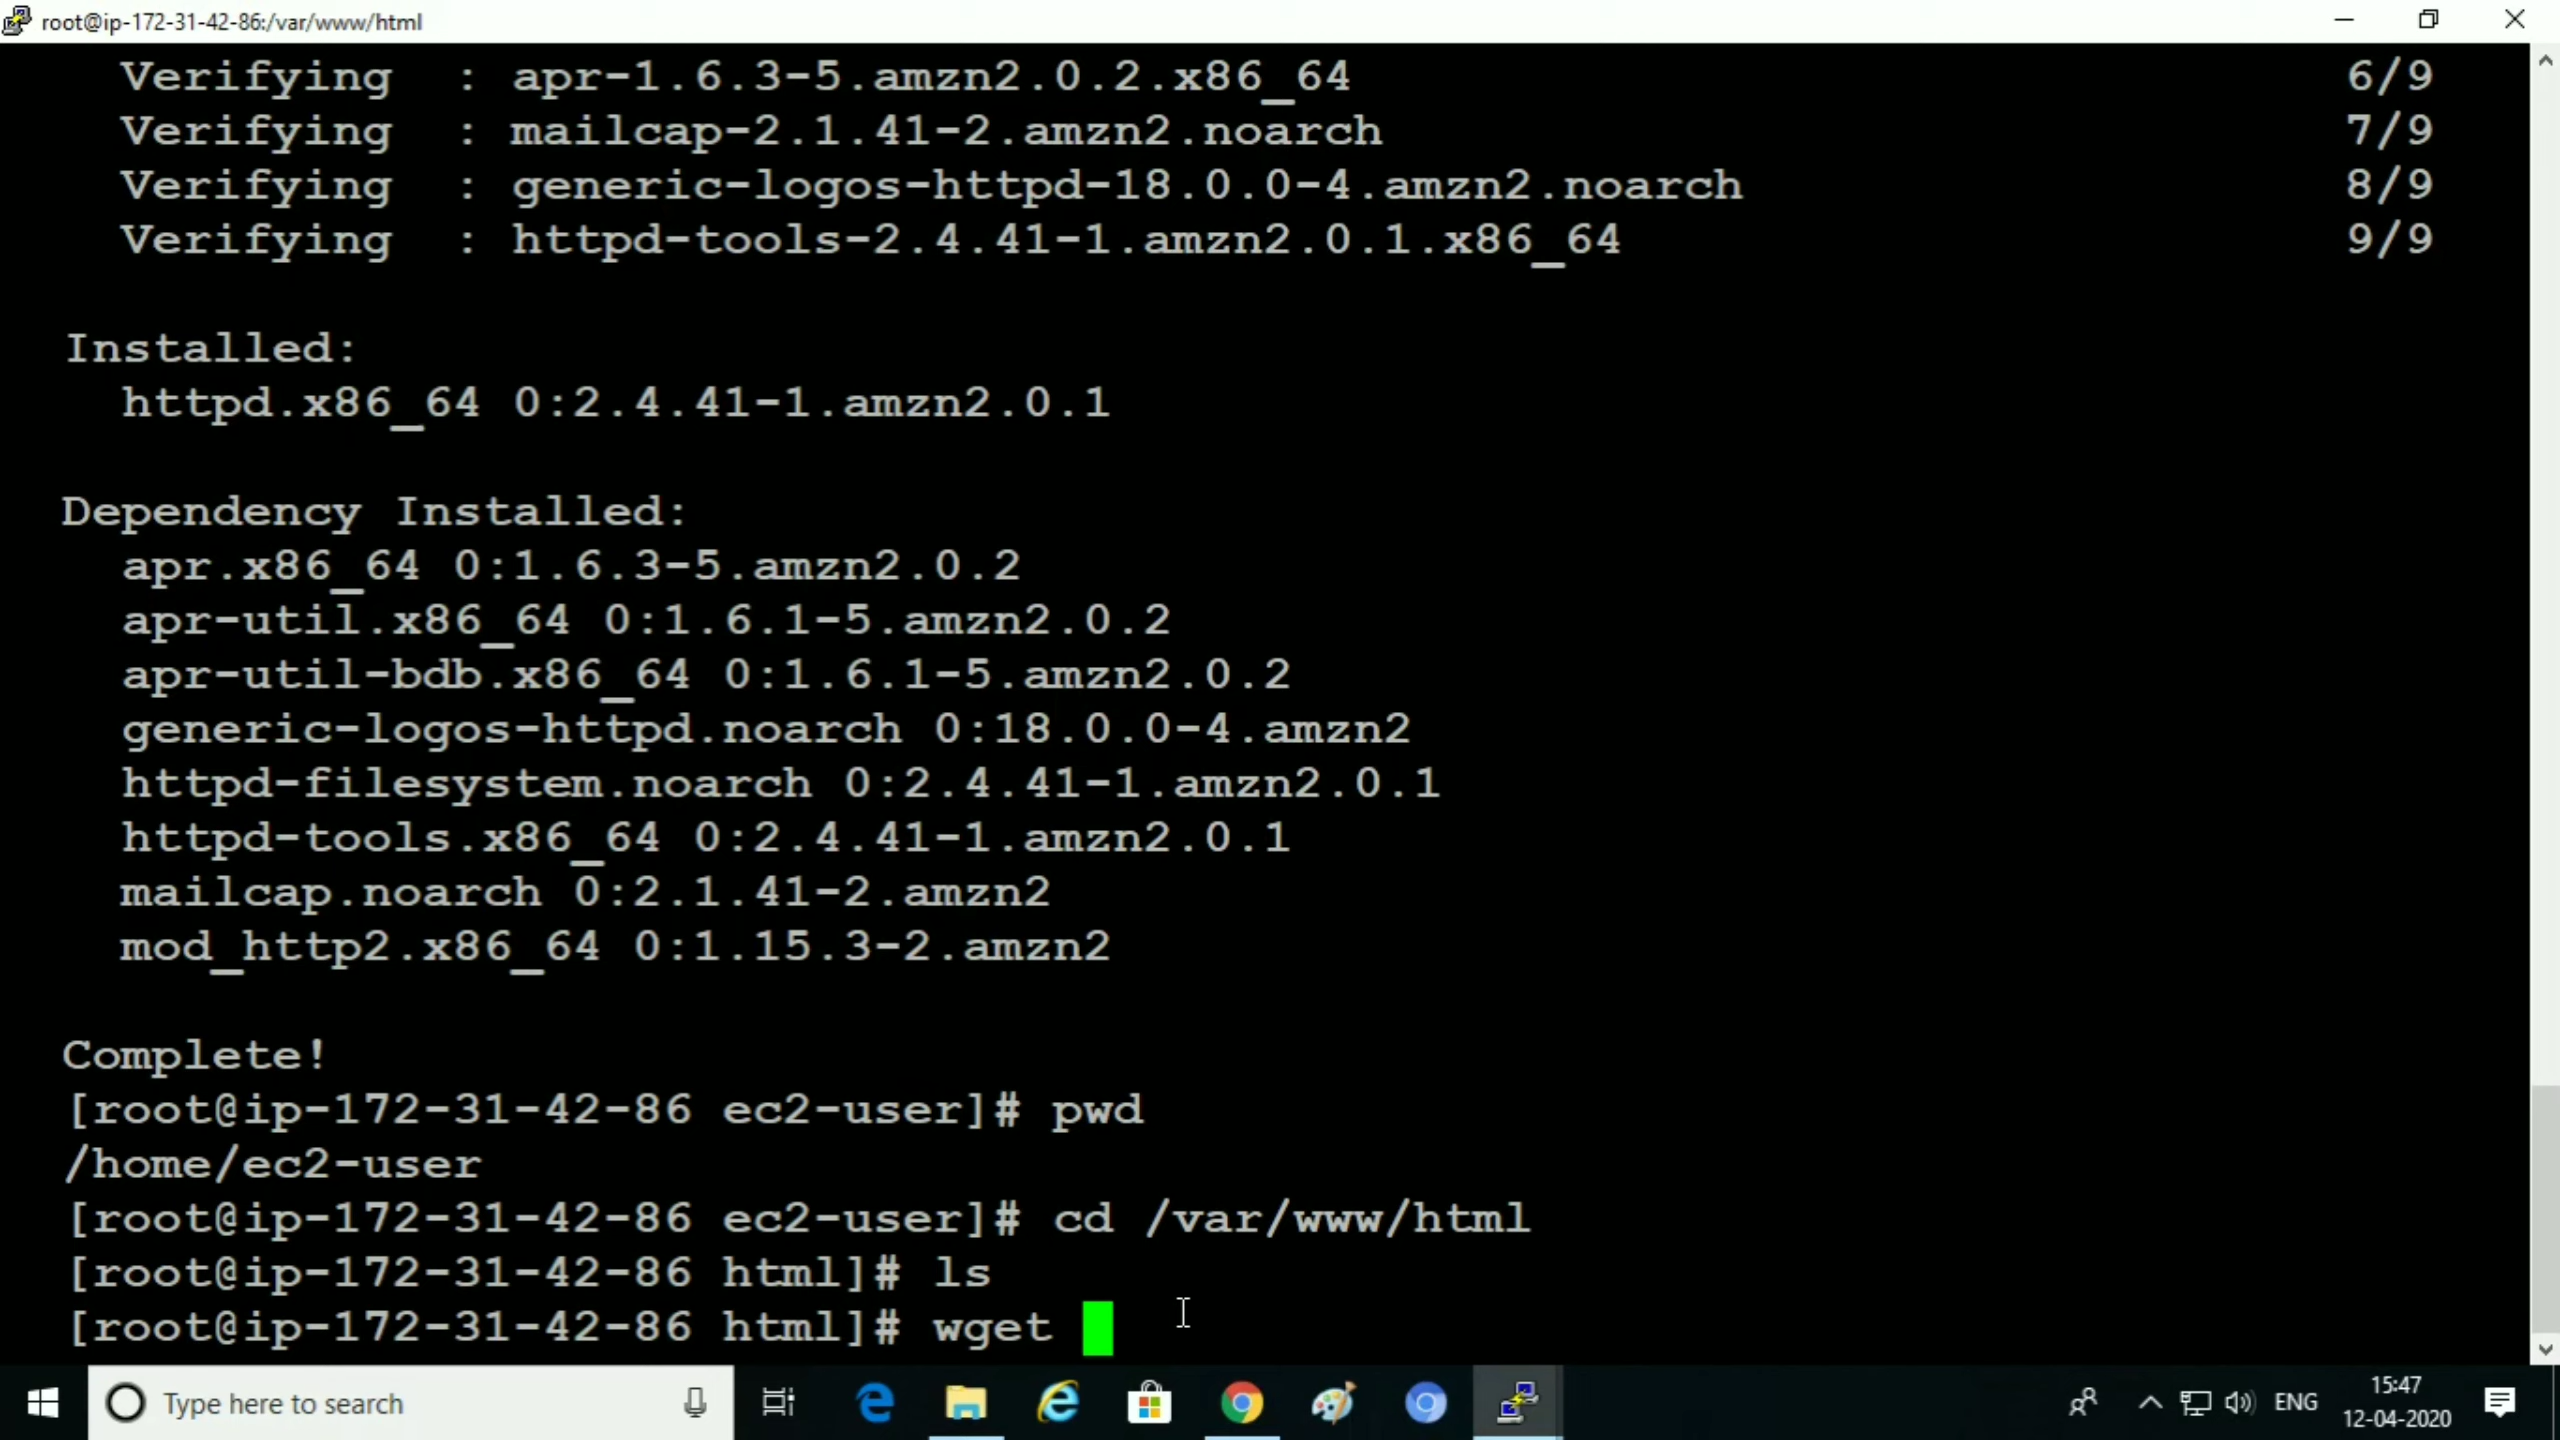 root@ip-172-31-42-86:/var/www/html
Verifying : apr-1.6.3-5.amzn2.0.2.x86_64 6/9
Verifying : mailcap-2.1.41-2.amzn2.noarch 7/9
Verifying : generic-logos-httpd-18.0.0-4.amzn2.noarch 8/9
Verifying : httpd-tools-2.4.41-1.amzn2.0.1.x86_64 9/9
Installed:
httpd.x86_64 0:2.4.41-1.amzn2.0.1
Dependency Installed:
apr.x86_64 0:1.6.3-5.amzn2.0.2
apr-util.x86_64 0:1.6.1-5.amzn2.0.2
apr-util-bdb.x86_64 0:1.6.1-5.amzn2.0.2
generic-logos-httpd.noarch 0:18.0.0-4.amzn2
httpd-filesystem.noarch 0:2.4.41-1.amzn2.0.1
httpd-tools.x86_64 0:2.4.41-1.amzn2.0.1
mailcap.noarch 0:2.1.41-2.amzn2
mod_http2.x86_64 0:1.15.3-2.amzn2
Complete!
[root@ip-172-31-42-86 ec2-user]# pwd
/home/ec2-user
[root@ip-172-31-42-86 ec2-user]# cd /var/www/html
[root@ip-172-31-42-86 html]# ls
[root@ip-172-31-42-86 html]# wget
Type here to search
ENG
15:47
12-04-2020